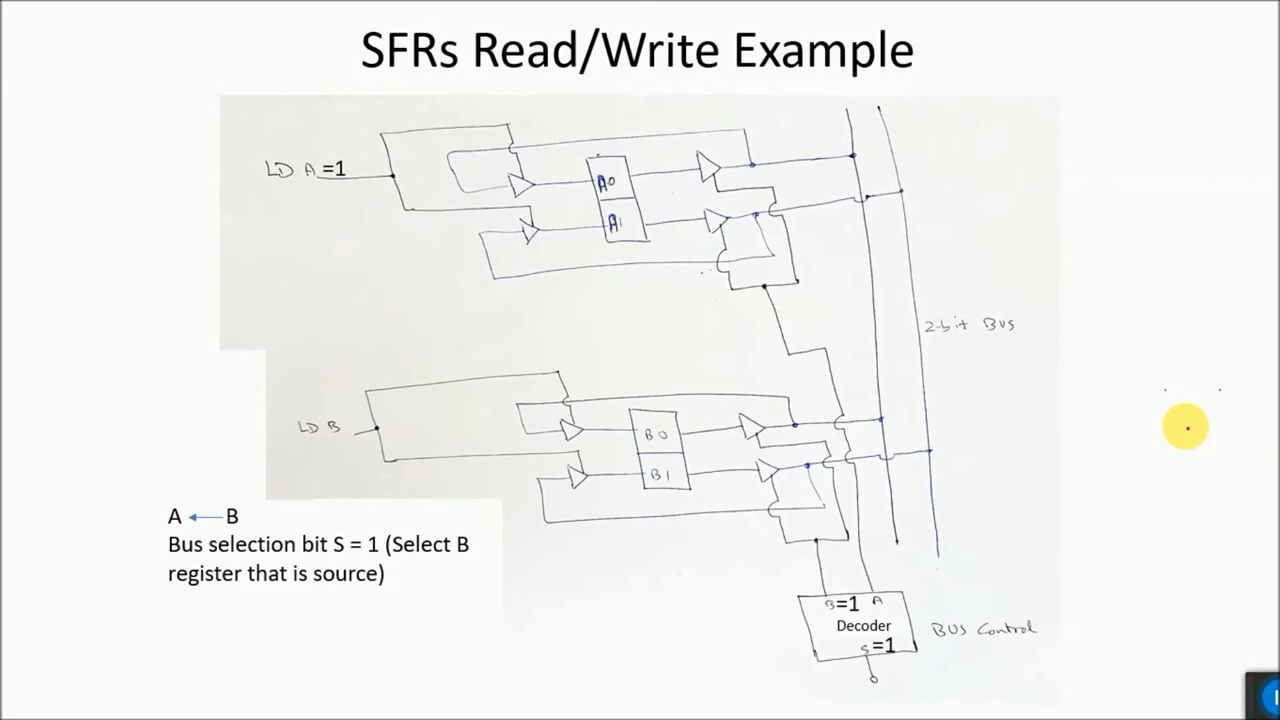 SFRs Read/Write Example
LD A =1
A0
A1
2-bit Bus
LD B
B0
B1
A ← B
Bus selection bit S = 1 (Select B
register that is source)
B=1 A
Decoder
S=1
BUS Control